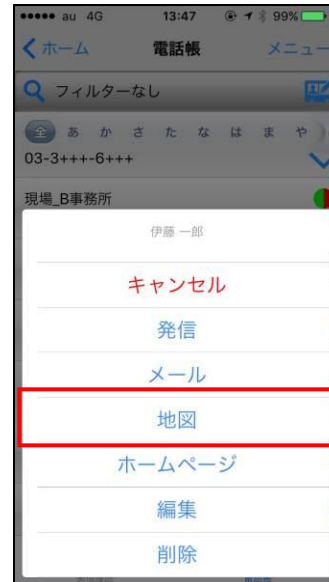 au 4G 13:47 99%
ホーム 電話帳 メニュー
フィルターなし
全 あ か さ た な は ま や
03-3+++-6+++
現場_B事務所
伊藤 一郎
キャンセル
発信
メール
地図
ホームページ
編集
削除